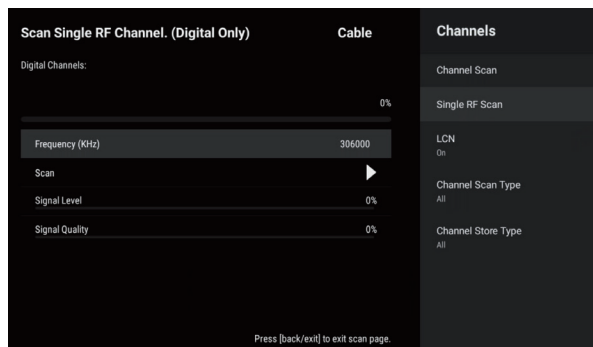 Scan Single RF Channel. (Digital Only) Cable
Digital Channels:
0%
Frequency (KHz) 306000
Scan
Signal Level 0%
Signal Quality 0%
Press [back/exit] to exit scan page.
Channels
Channel Scan
Single RF Scan
LCN
On
Channel Scan Type
All
Channel Store Type
All